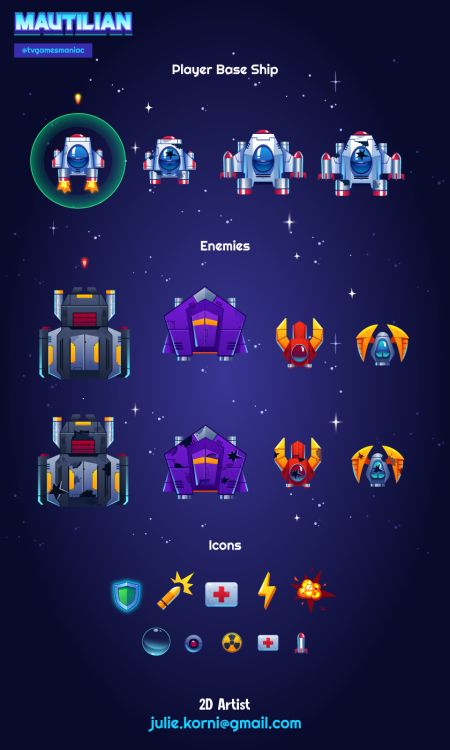 MAUTILIAN
@tvgamesmaniac
Player Base Ship
Enemies
Icons
2D Artist
julie.korni@gmail.com